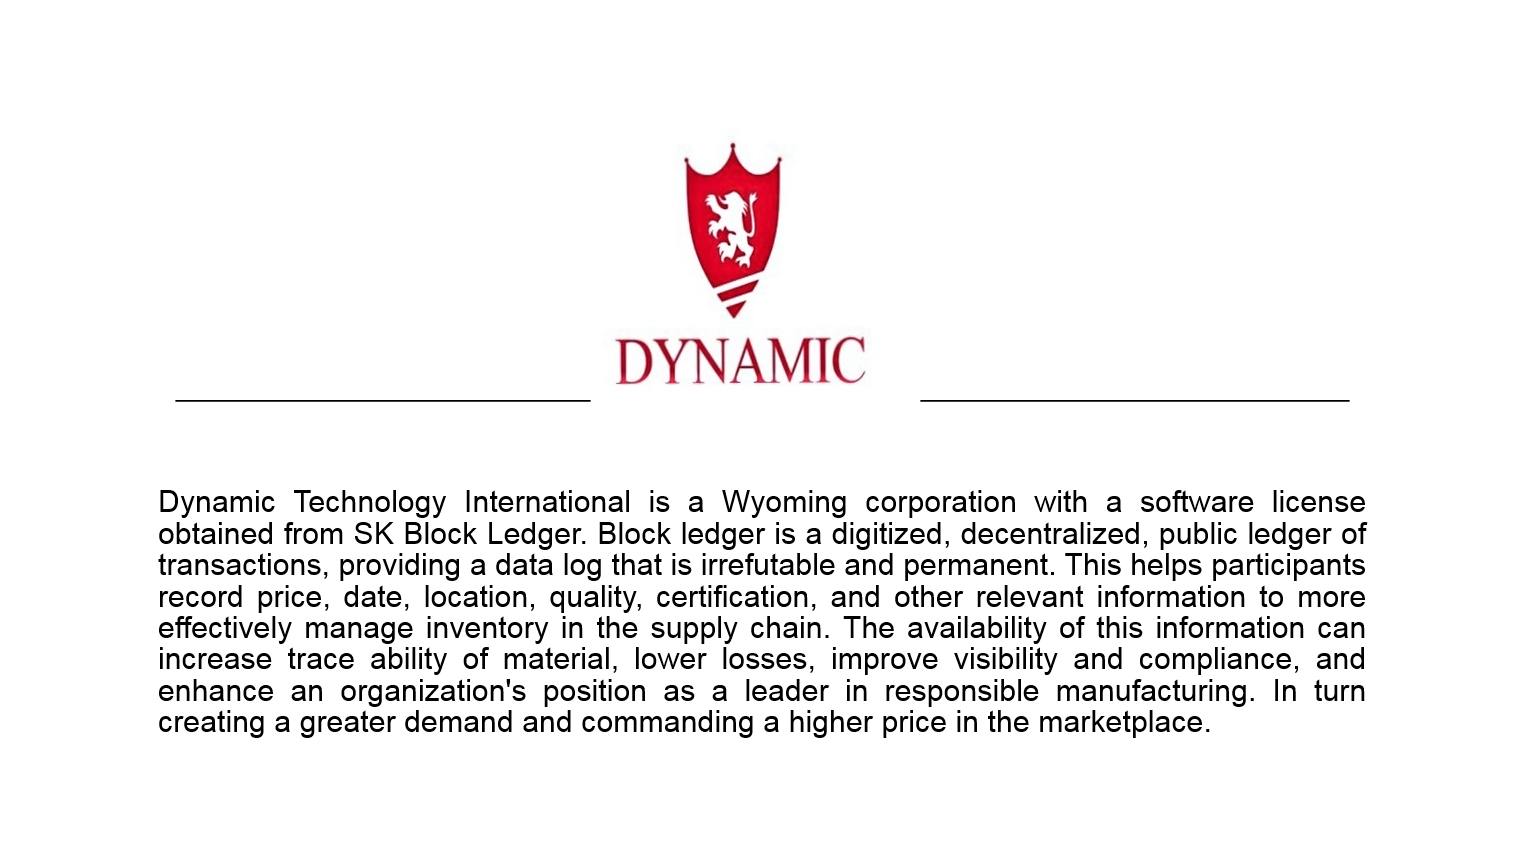 DYNAMIC
Dynamic Technology International is a Wyoming corporation with a software license
obtained from SK Block Ledger. Block ledger is a digitized, decentralized, public ledger of
transactions, providing a data log that is irrefutable and permanent. This helps participants
record price, date, location, quality, certification, and other relevant information to more
effectively manage inventory in the supply chain. The availability of this information can
increase trace ability of material, lower losses, improve visibility and compliance, and
enhance an organization's position as a leader in responsible manufacturing. In turn
creating a greater demand and commanding a higher price in the marketplace.